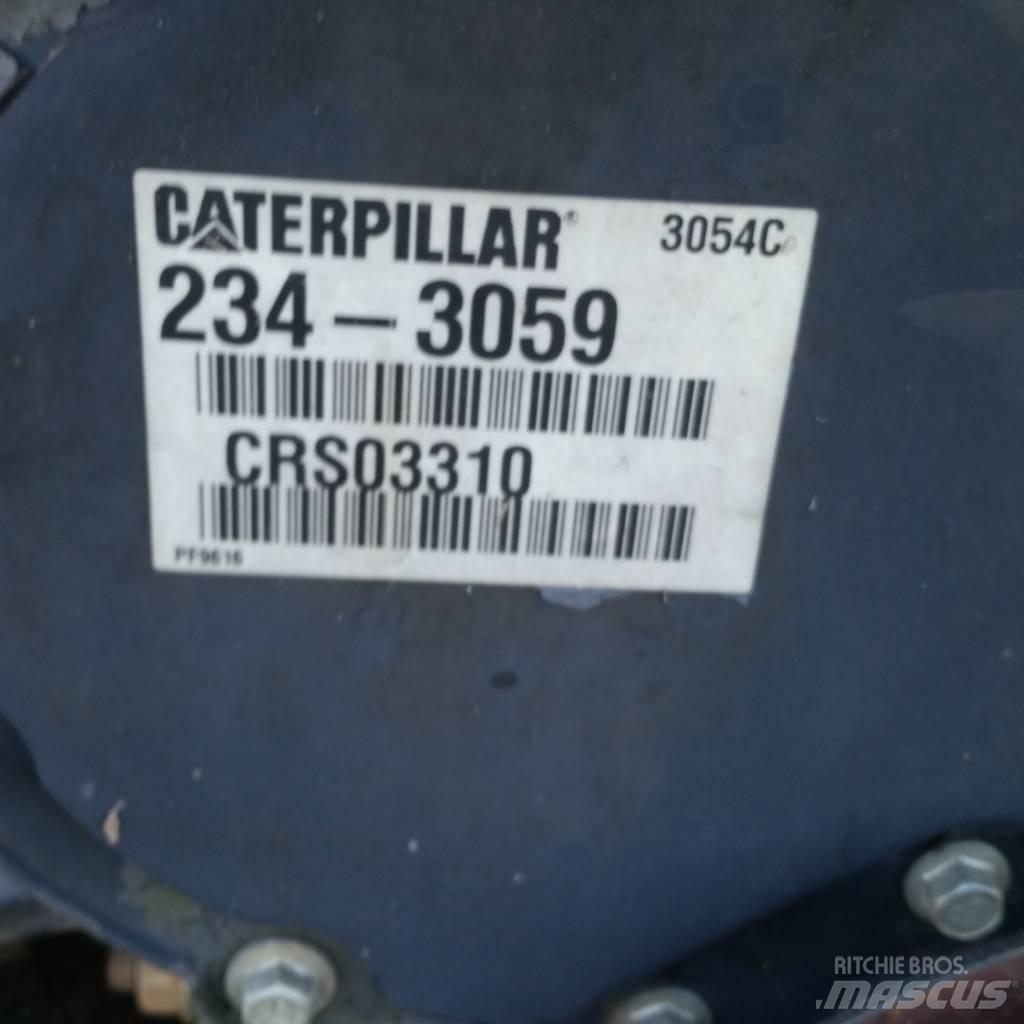 CATERPILLAR® 3054C
234-3059
CRS03310
PF9616
RITCHIE BROS.
MASCUS